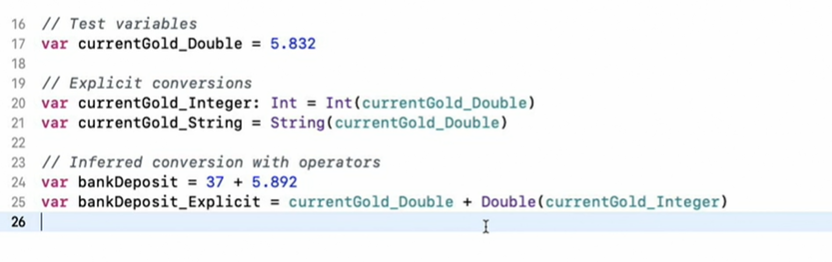 16 // Test variables
17 var currentGold_Double = 5.832
18
19 // Explicit conversions
20 var currentGold_Integer: Int = Int(currentGold_Double)
21 var currentGold_String = String(currentGold_Double)
22
23 // Inferred conversion with operators
24 var bankDeposit = 37 + 5.892
25 var bankDeposit_Explicit = currentGold_Double + Double(currentGold_Integer)
26